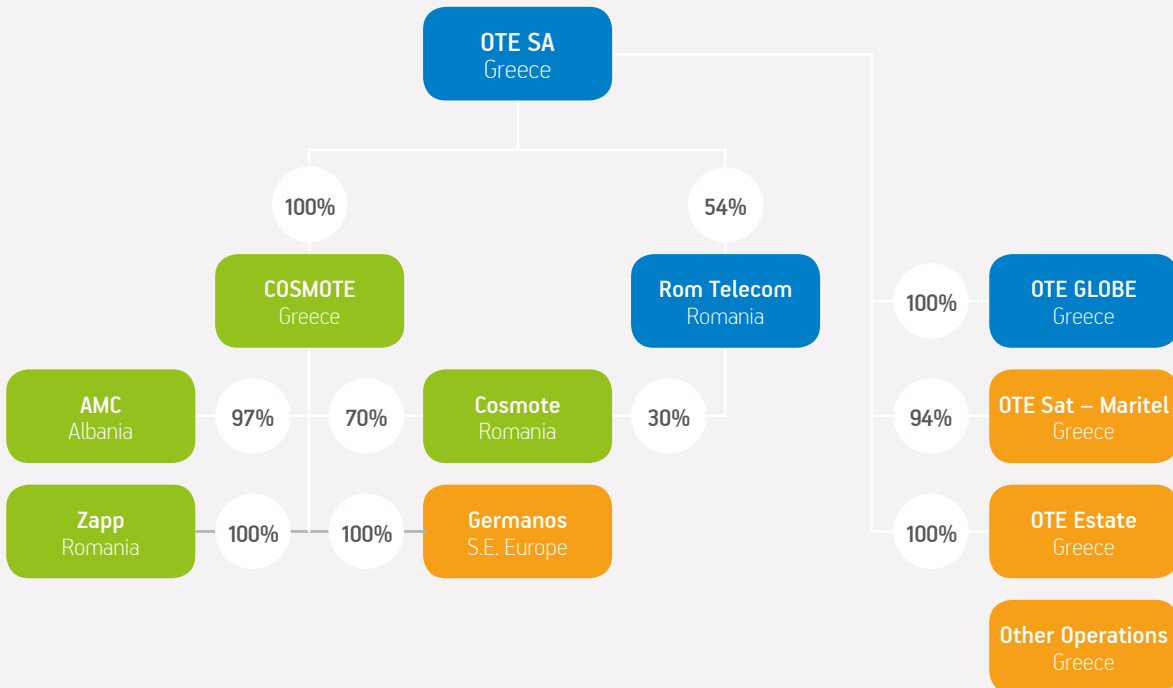 OTE SA
Greece
100%
54%
COSMOTE
Greece
Rom Telecom
Romania
100%
OTE GLOBE
Greece
AMC
Albania
97%
70%
Cosmote
Romania
30%
94%
OTE Sat – Maritel
Greece
Zapp
Romania
100%
100%
Germanos
S.E. Europe
100%
OTE Estate
Greece
Other Operations
Greece